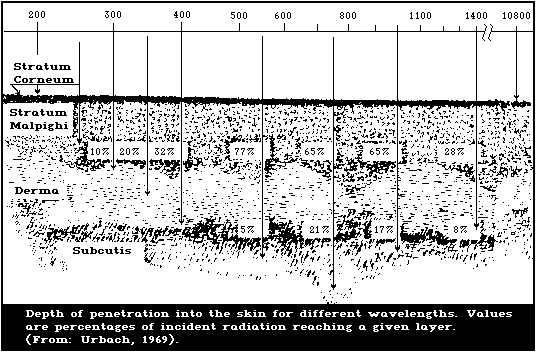 200 300 400 500 600 800 1100 1400 10800
Stratum
Corneum
Stratum
Malpighi
10% 20% 32% 77% 65% 65% 28%
Derma
5% 21% 17% 8%
Subcutis
Depth of penetration into the skin for different wavelengths. Values
are percentages of incident radiation reaching a given layer.
(From: Urbach, 1969).